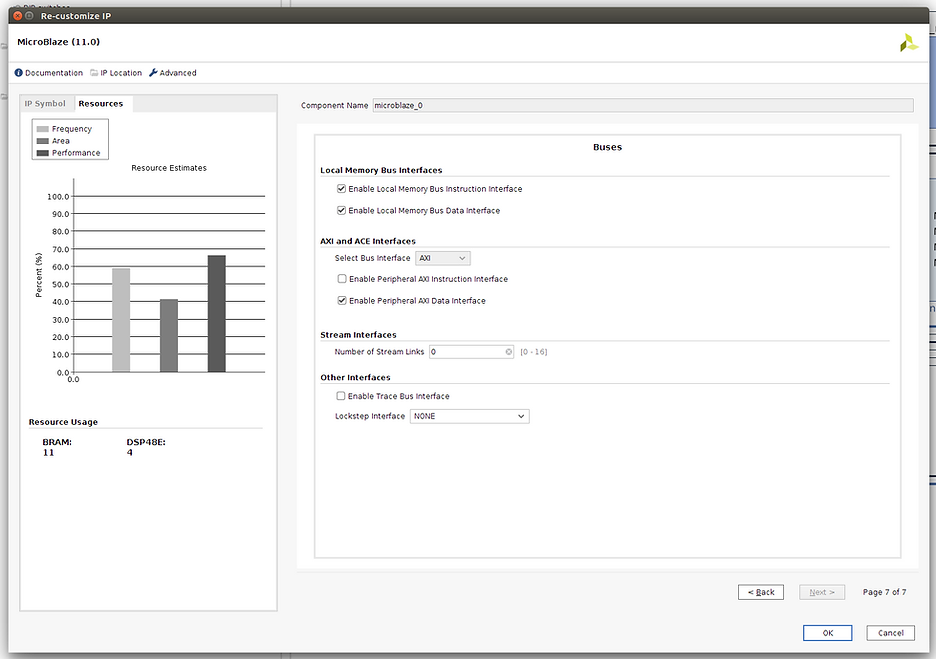 Re-customize IP
MicroBlaze (11.0)
Documentation IP Location Advanced
IP Symbol Resources
Frequency
Area
Performance
Resource Estimates
Percent (%)
100.0
90.0
80.0
70.0
60.0
50.0
40.0
30.0
20.0
10.0
0.0
0.0
Resource Usage
BRAM: DSP48E:
11 4
Component Name microblaze_0
Buses
Local Memory Bus Interfaces
Enable Local Memory Bus Instruction Interface
Enable Local Memory Bus Data Interface
AXI and ACE Interfaces
Select Bus Interface AXI
Enable Peripheral AXI Instruction Interface
Enable Peripheral AXI Data Interface
Stream Interfaces
Number of Stream Links 0 [0 - 16]
Other Interfaces
Enable Trace Bus Interface
Lockstep Interface NONE
< Back Next > Page 7 of 7
OK Cancel